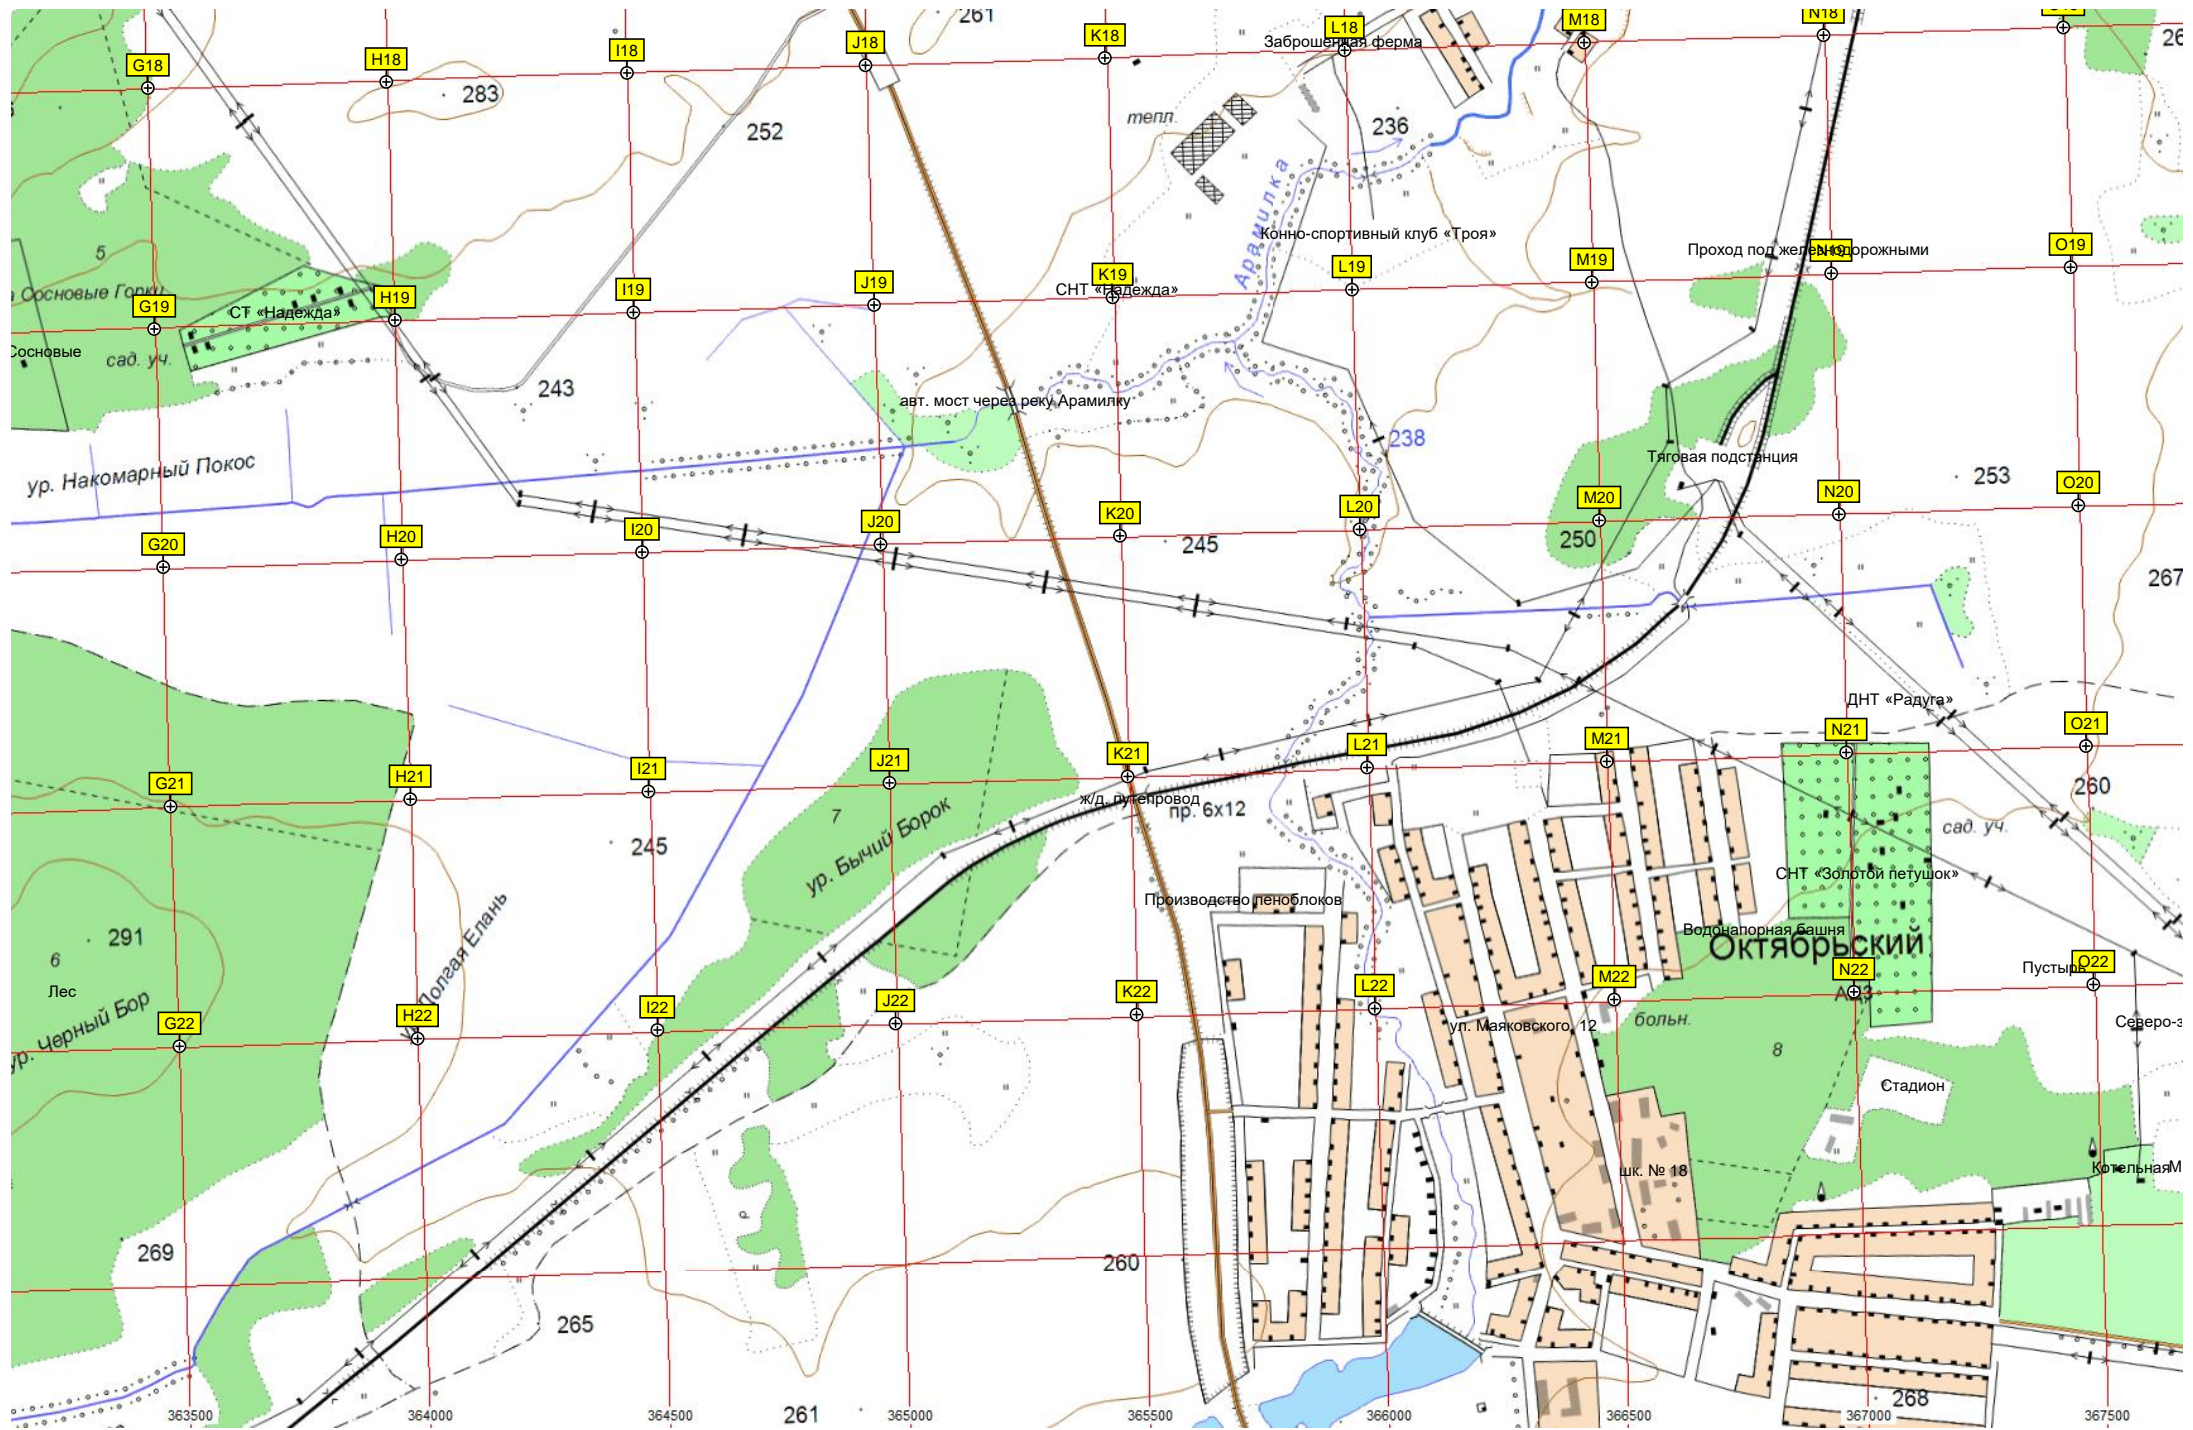 261
Заброшенная ферма
L18
M18
N18
J18
K18
I18
H18
G18
283
252
тепл.
236
Арамилка
Конно-спортивный клуб «Троя»
Проход под железнодорожными
N19
O19
M19
L19
K19
СНТ «Надежда»
J19
I19
H19
G19
5
Сосновые Горки
СТ «Надежда»
Сосновые
сад. уч.
243
авт. мост через реку Арамилку
238
Тяговая подстанция
253
ур. Накомарный Покос
O20
N20
M20
L20
K20
J20
I20
H20
G20
245
250
267
ДНТ «Радуга»
O21
N21
M21
L21
K21
J21
I21
H21
G21
260
ж/д. путепровод
пр. 6х12
7
ур. Бычий Борок
245
сад. уч.
СНТ «Золотой петушок»
Производство пеноблоков
Водонапорная башня
Октябрьский
291
6
Лес
ур. Черный Бор
Долгая Елань
Пустырь
O22
N22
M22
L22
K22
J22
I22
H22
G22
больн.
ул. Маяковского, 12
8
Северо-з
Стадион
шк. № 18
Котельная
269
260
265
261
268
363500
364000
364500
365000
365500
366000
366500
367000
367500